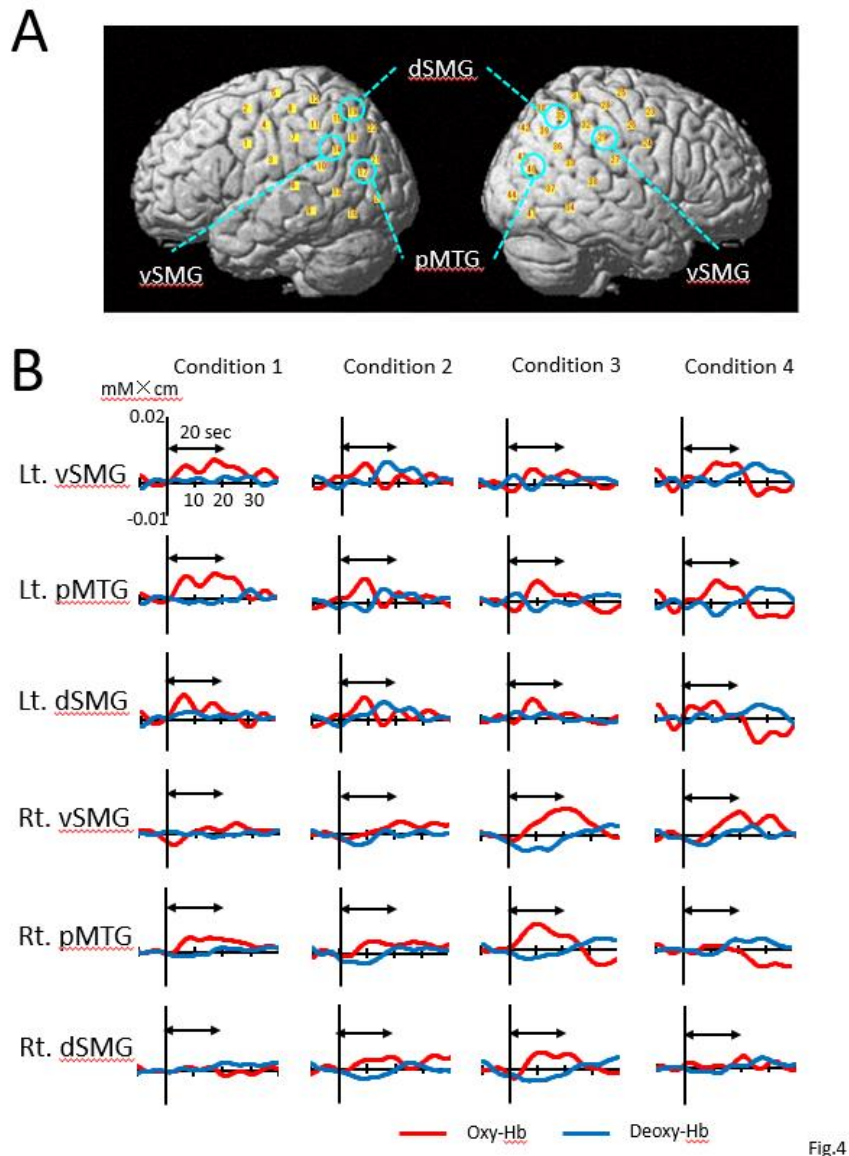 A
dSMG
vSMG
pMTG
vSMG
B
Condition 1
Condition 2
Condition 3
Condition 4
mM×cm
0.02
20 sec
Lt. vSMG
10 20 30
-0.01
Lt. pMTG
Lt. dSMG
Rt. vSMG
Rt. pMTG
Rt. dSMG
Oxy-Hb
Deoxy-Hb
Fig.4